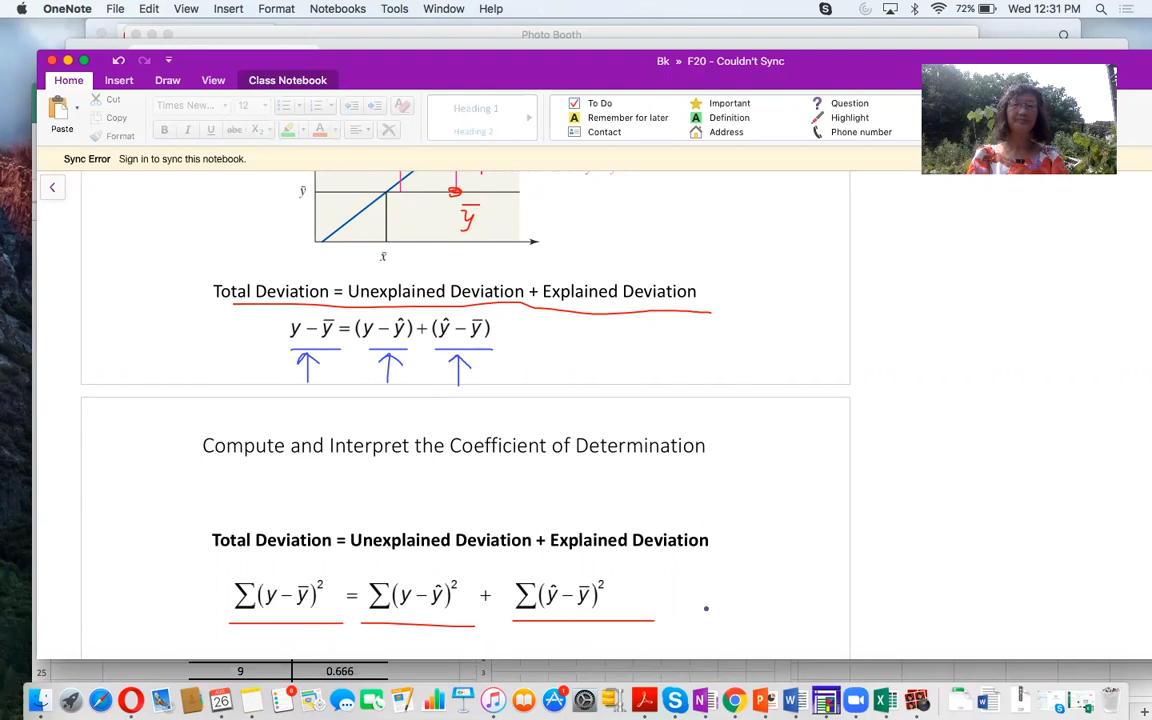 OneNote File Edit View Insert Format Notebooks Tools Window Help 72% Wed 12:31 PM
Photo Booth
Bk » F20 - Couldn't Sync
Home Insert Draw View Class Notebook
Paste Cut Copy Format
Times New... 12
B I U abc X₂ A
Heading 1
Heading 2
To Do
Remember for later
Contact
Important
Definition
Address
Question
Highlight
Phone number
Sync Error Sign in to sync this notebook.
ȳ
ȳ
x̄
Total Deviation = Unexplained Deviation + Explained Deviation
y − ȳ = (y − ŷ) + (ŷ − ȳ)
Compute and Interpret the Coefficient of Determination
Total Deviation = Unexplained Deviation + Explained Deviation
∑(y − ȳ)² = ∑(y − ŷ)² + ∑(ŷ − ȳ)²
25 9 0.666 3